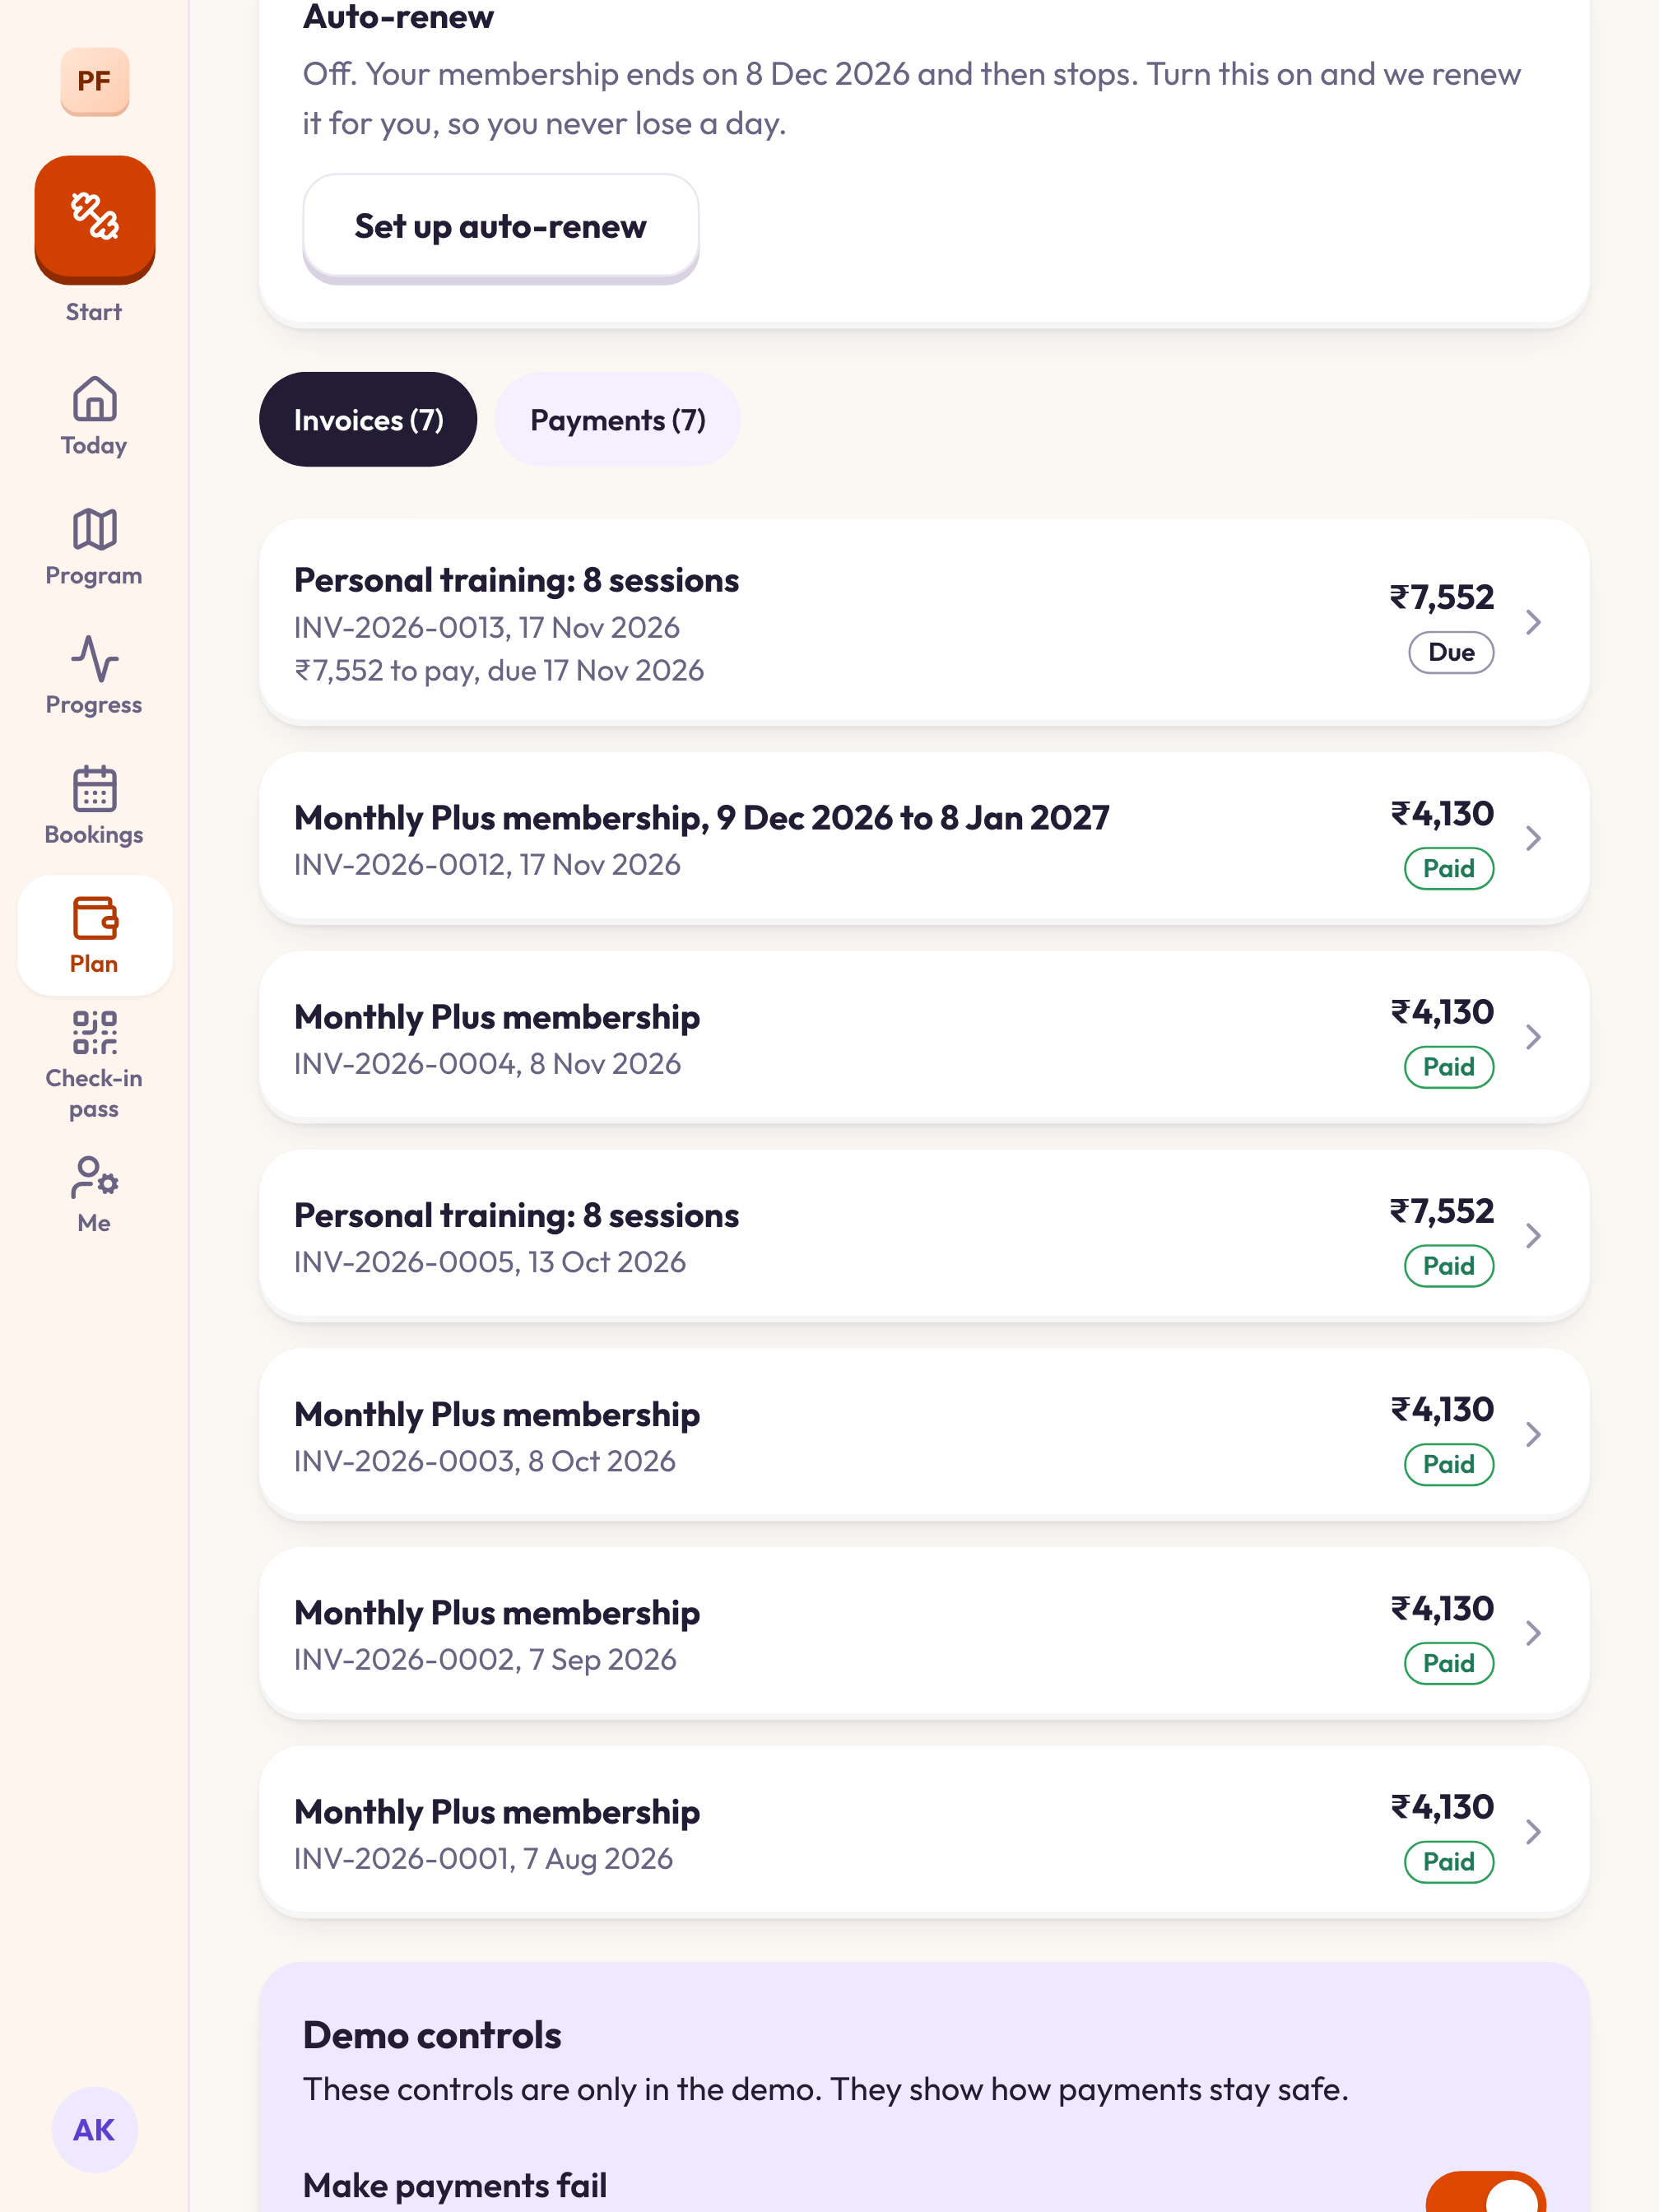 PF
Start
Today
Program
Progress
Bookings
Plan
Check-in
pass
Me
AK
Auto-renew
Off. Your membership ends on 8 Dec 2026 and then stops. Turn this on and we renew
it for you, so you never lose a day.
Set up auto-renew
Invoices (7)
Payments (7)
Personal training: 8 sessions
INV-2026-0013, 17 Nov 2026
₹7,552 to pay, due 17 Nov 2026
₹7,552
Due
Monthly Plus membership, 9 Dec 2026 to 8 Jan 2027
INV-2026-0012, 17 Nov 2026
₹4,130
Paid
Monthly Plus membership
INV-2026-0004, 8 Nov 2026
₹4,130
Paid
Personal training: 8 sessions
INV-2026-0005, 13 Oct 2026
₹7,552
Paid
Monthly Plus membership
INV-2026-0003, 8 Oct 2026
₹4,130
Paid
Monthly Plus membership
INV-2026-0002, 7 Sep 2026
₹4,130
Paid
Monthly Plus membership
INV-2026-0001, 7 Aug 2026
₹4,130
Paid
Demo controls
These controls are only in the demo. They show how payments stay safe.
Make payments fail